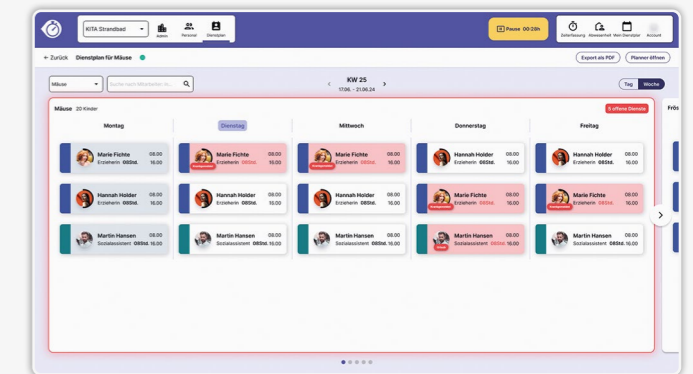 KITA Strandbad
Admin
Personal
Dienstplan
Pause 00:28h
Zeiterfassung
Abwesenheit
Mein Dienstplan
Account
← Zurück
Dienstplan für Mäuse
Export als PDF
Planner öffnen
Mäuse
Suche nach Mitarbeiter-in...
KW 25
17.06. - 21.06.24
Tag
Woche
Mäuse 20 Kinder
5 offene Dienste
Frös
Montag
Dienstag
Mittwoch
Donnerstag
Freitag
Marie Fichte 08.00
Erzieherin 08Std. 16.00
Marie Fichte 08.00
Erzieherin 08Std. 16.00
Marie Fichte 08.00
Erzieherin 08Std. 16.00
Hannah Holder 08.00
Erzieherin 08Std. 16.00
Hannah Holder 08.00
Erzieherin 08Std. 16.00
Hannah Holder 08.00
Erzieherin 08Std. 16.00
Hannah Holder 08.00
Erzieherin 08Std. 16.00
Hannah Holder 08.00
Erzieherin 08Std. 16.00
Marie Fichte 08.00
Erzieherin 08Std. 16.00
Marie Fichte 08.00
Erzieherin 08Std. 16.00
Martin Hansen 08.00
Sozialassistent 08Std. 16.00
Martin Hansen 08.00
Sozialassistent 08Std. 16.00
Martin Hansen 08.00
Sozialassistent 08Std. 16.00
Martin Hansen 08.00
Sozialassistent 08Std. 16.00
Urlaub
Martin Hansen 08.00
Sozialassistent 08Std. 16.00